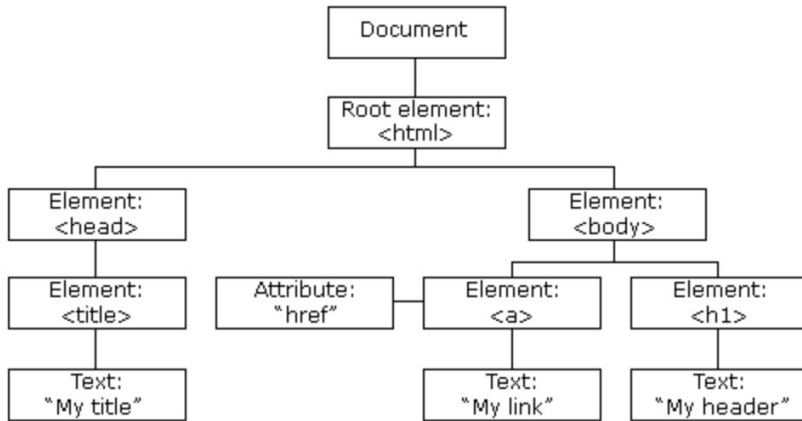 Document
Root element:
<html>
Element:
<head>
Element:
<body>
Element:
<title>
Attribute:
“href”
Element:
<a>
Element:
<h1>
Text:
“My title”
Text:
“My link”
Text:
“My header”